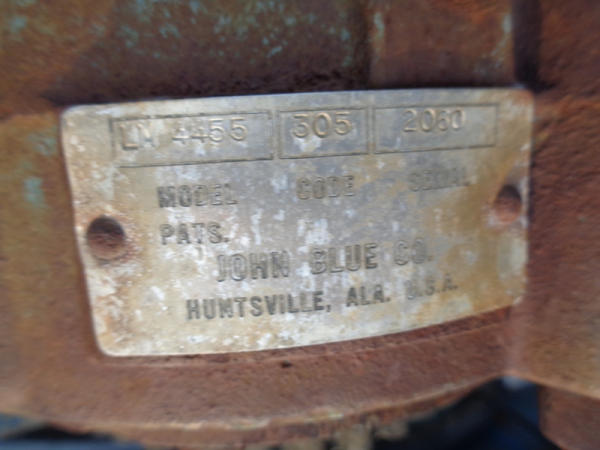 LM 4455 305 2060
MODEL CODE SERIAL
PATS.
JOHN BLUE CO.
HUNTSVILLE, ALA. U.S.A.